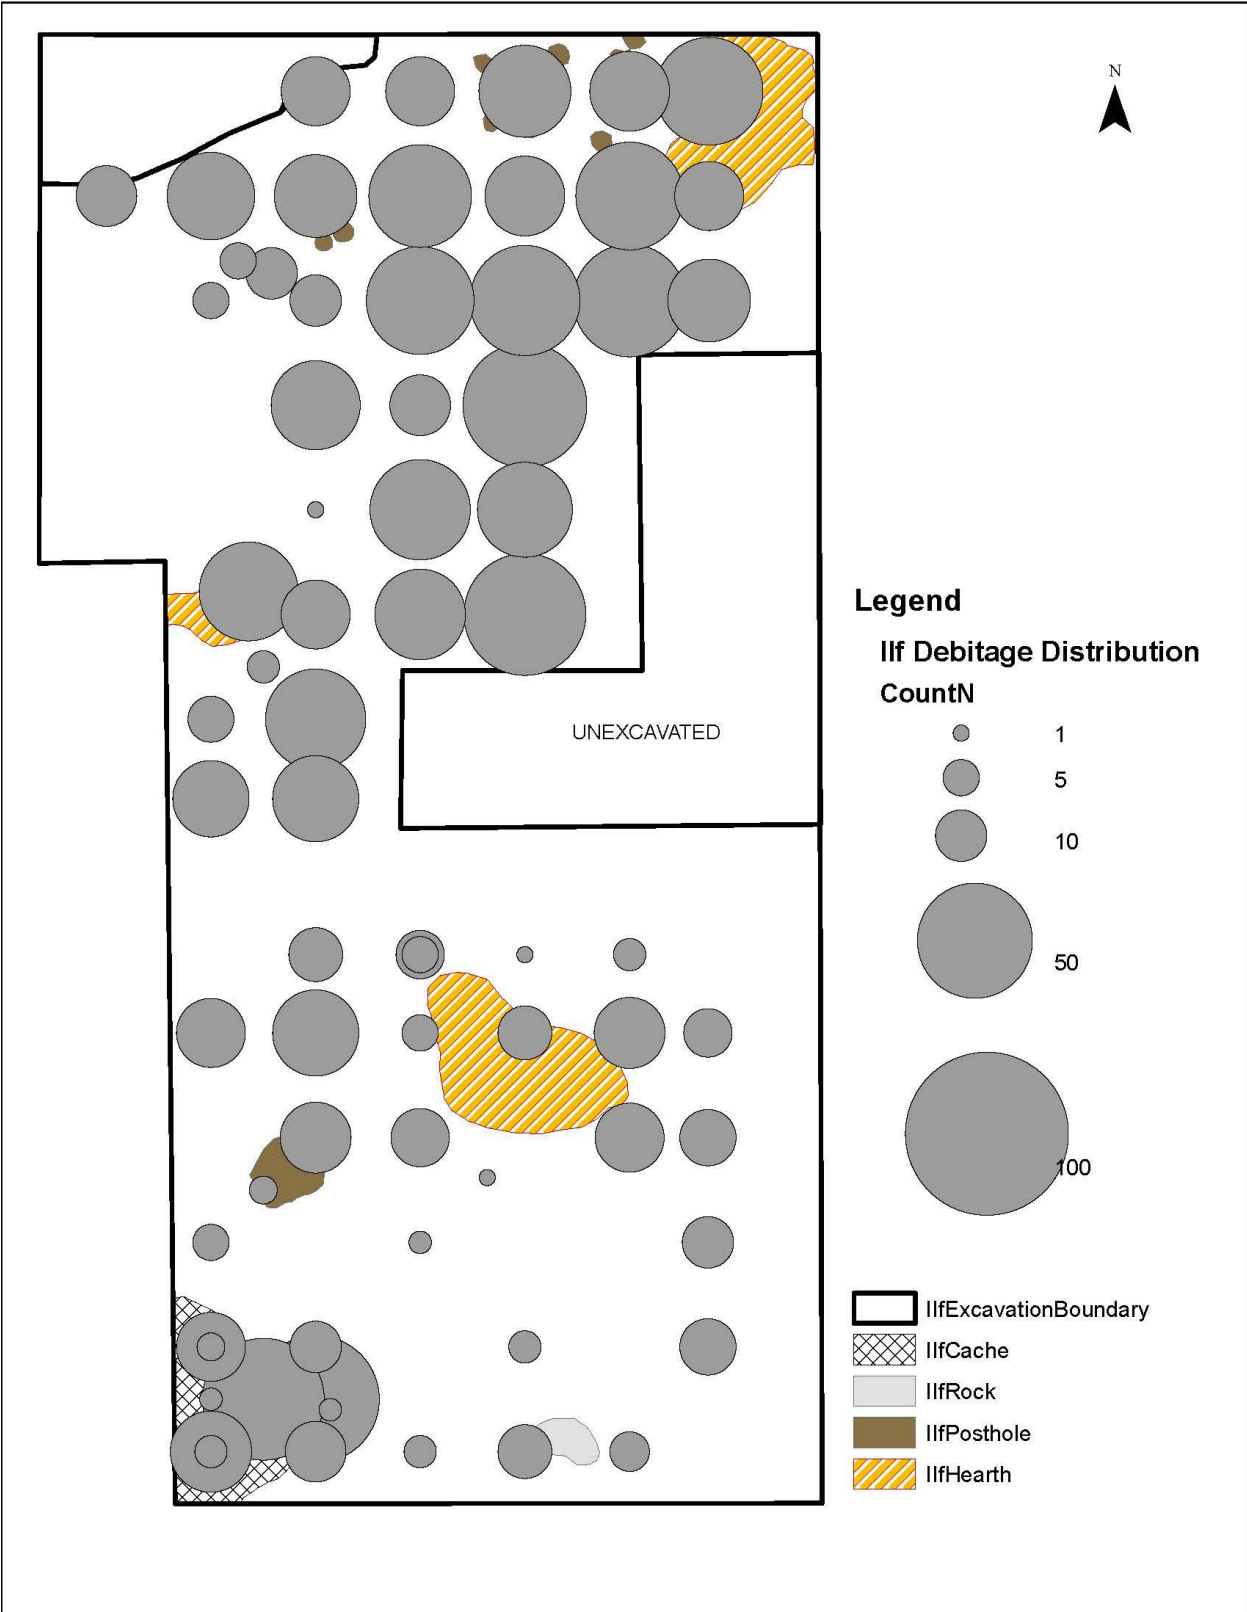 N
UNEXCAVATED
Legend
IIf Debitage Distribution
CountN
1
5
10
50
100
IIfExcavationBoundary
IIfCache
IIfRock
IIfPosthole
IIfHearth